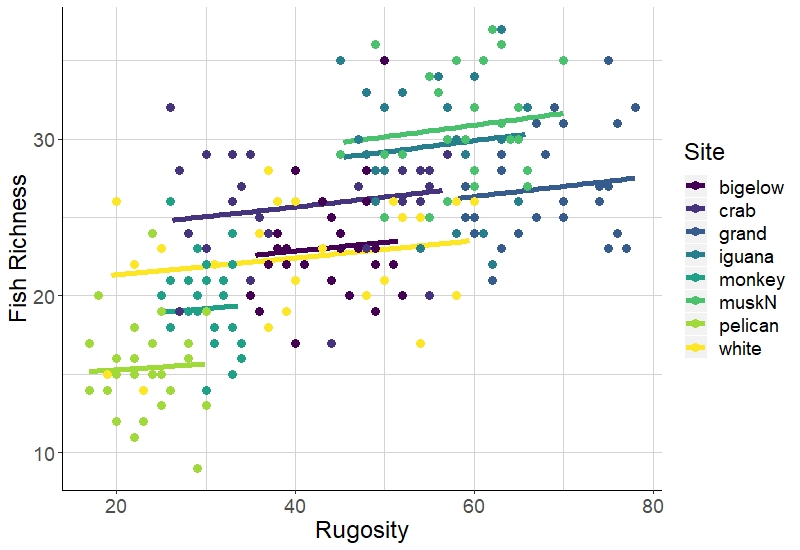 Fish Richness
30
20
10
20
40
60
80
Rugosity
Site
bigelow
crab
grand
iguana
monkey
muskN
pelican
white